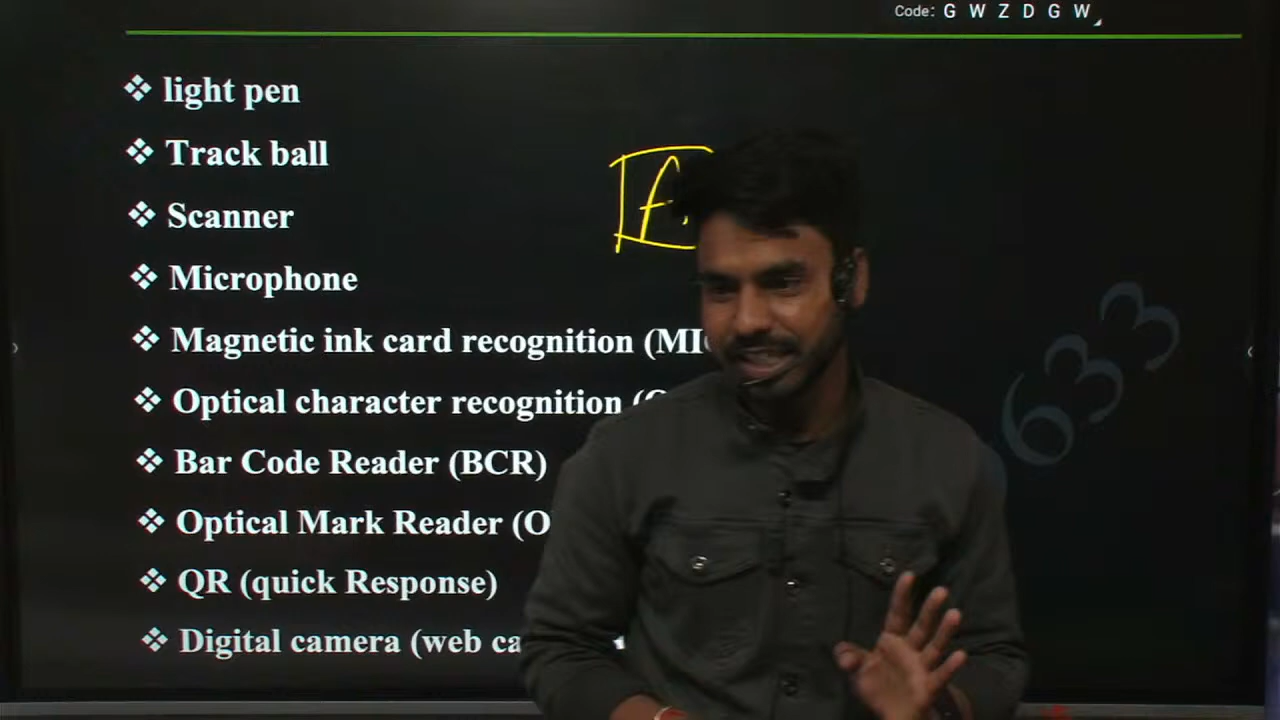 Code: G W Z D G W
❖ light pen
❖ Track ball
❖ Scanner
❖ Microphone
❖ Magnetic ink card recognition (MI
❖ Optical character recognition (
❖ Bar Code Reader (BCR)
❖ Optical Mark Reader (O
❖ QR (quick Response)
❖ Digital camera (web ca
f
633